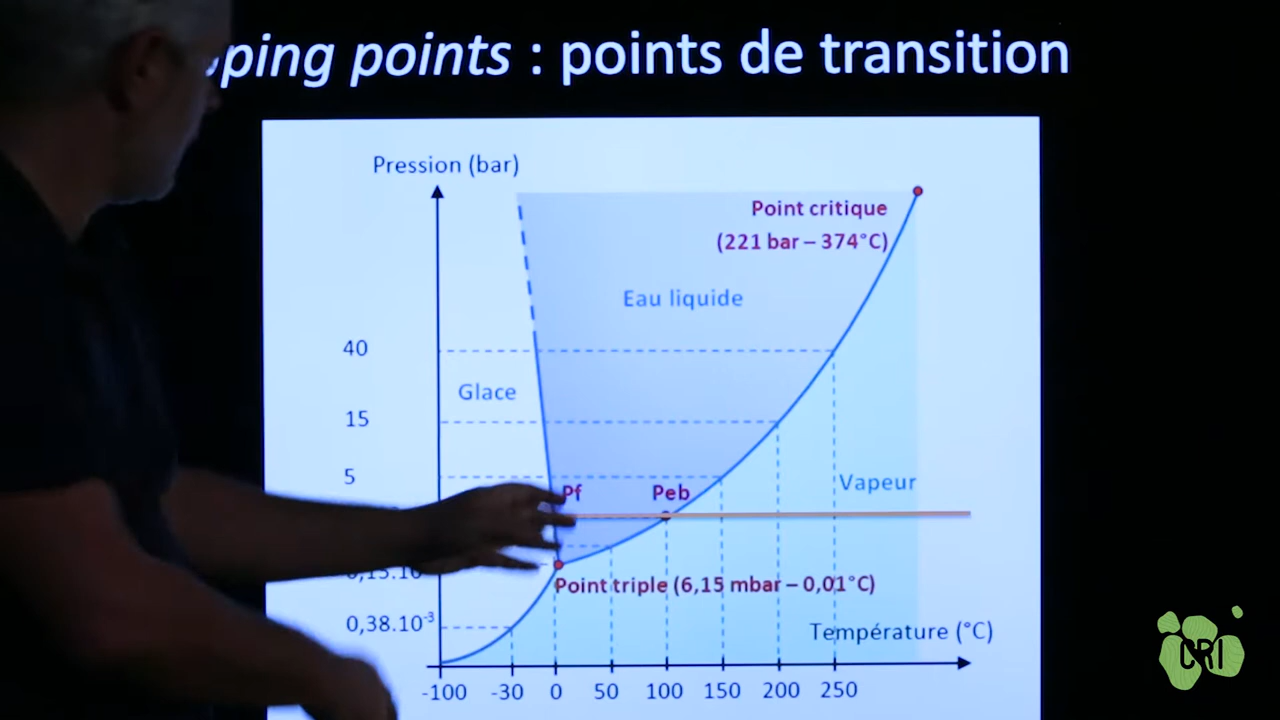 ping points : points de transition
Pression (bar)
Point critique
(221 bar – 374°C)
Eau liquide
40
Glace
15
5
Vapeur
Pf
Peb
Point triple (6,15 mbar – 0,01°C)
0,38.10-3
Température (°C)
-100 -30 0 50 100 150 200 250
CRI